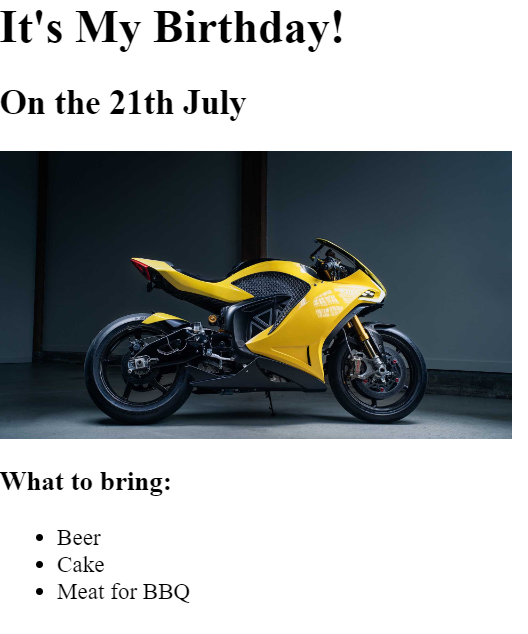 It's My Birthday!
On the 21th July
What to bring:
Beer
Cake
Meat for BBQ